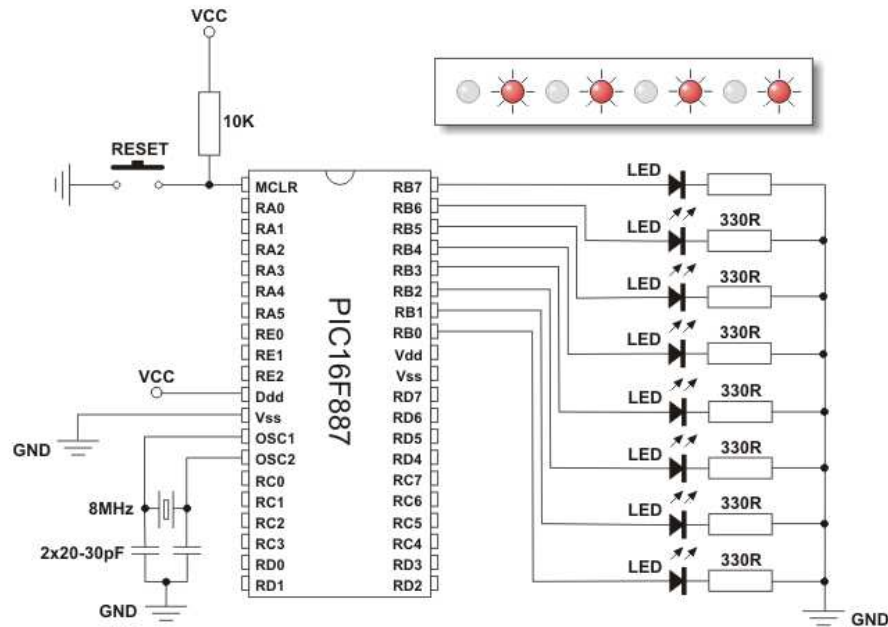 VCC
10K
RESET
MCLR
RA0
RA1
RA2
RA3
RA4
RA5
RE0
RE1
RE2
Ddd
Vss
OSC1
OSC2
RC0
RC1
RC2
RC3
RD0
RD1
PIC16F887
RB7
RB6
RB5
RB4
RB3
RB2
RB1
RB0
Vdd
Vss
RD7
RD6
RD5
RD4
RC7
RC6
RC5
RC4
RD3
RD2
VCC
GND
8MHz
2x20-30pF
GND
LED
LED 330R
LED 330R
LED 330R
LED 330R
LED 330R
LED 330R
LED 330R
GND